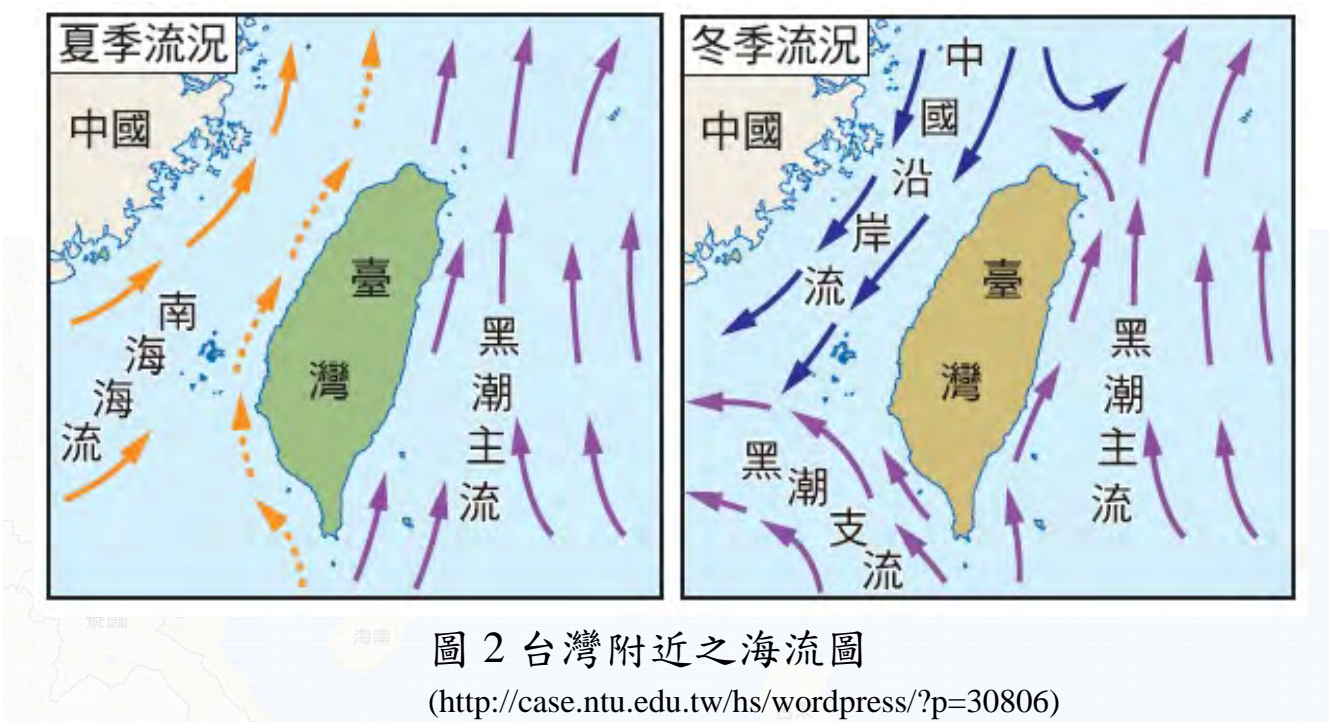 夏季流況
中國
臺灣
南海海流
黑潮主流
冬季流況
中國
中國沿岸流
臺灣
黑潮主流
黑潮支流
海南
圖 2 台灣附近之海流圖
(http://case.ntu.edu.tw/hs/wordpress/?p=30806)